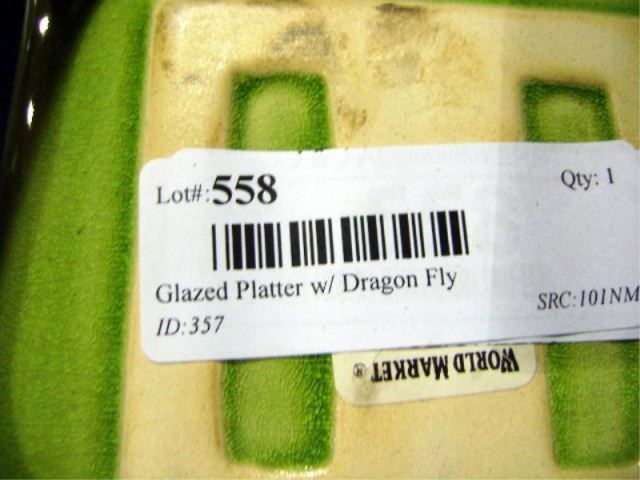 Lot#:558 Qty: 1
Glazed Platter w/ Dragon Fly
ID:357 SRC:101NM
WORLD MARKET ®